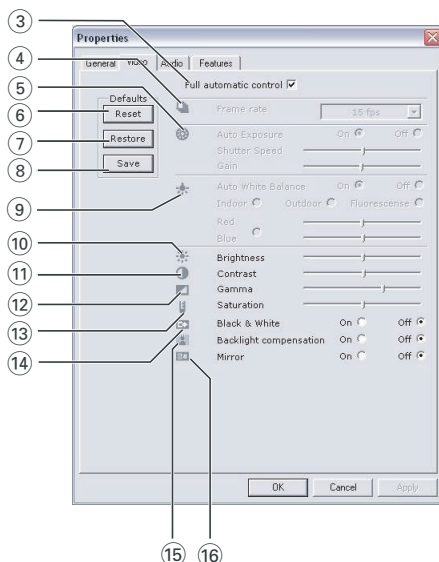 ③
Properties
④
General Video Audio Features
Full automatic control
⑤
Defaults
Frame rate 15 fps
⑥
Reset
Auto Exposure On Off
⑦
Restore
Shutter Speed
Gain
⑧
Save
Auto White Balance On Off
⑨
Indoor Outdoor Fluorescense
Red
Blue
⑩
Brightness
⑪
Contrast
⑫
Gamma
⑬
Saturation
Black & White On Off
⑭
Backlight compensation On Off
Mirror On Off
OK Cancel Apply
⑮ ⑯